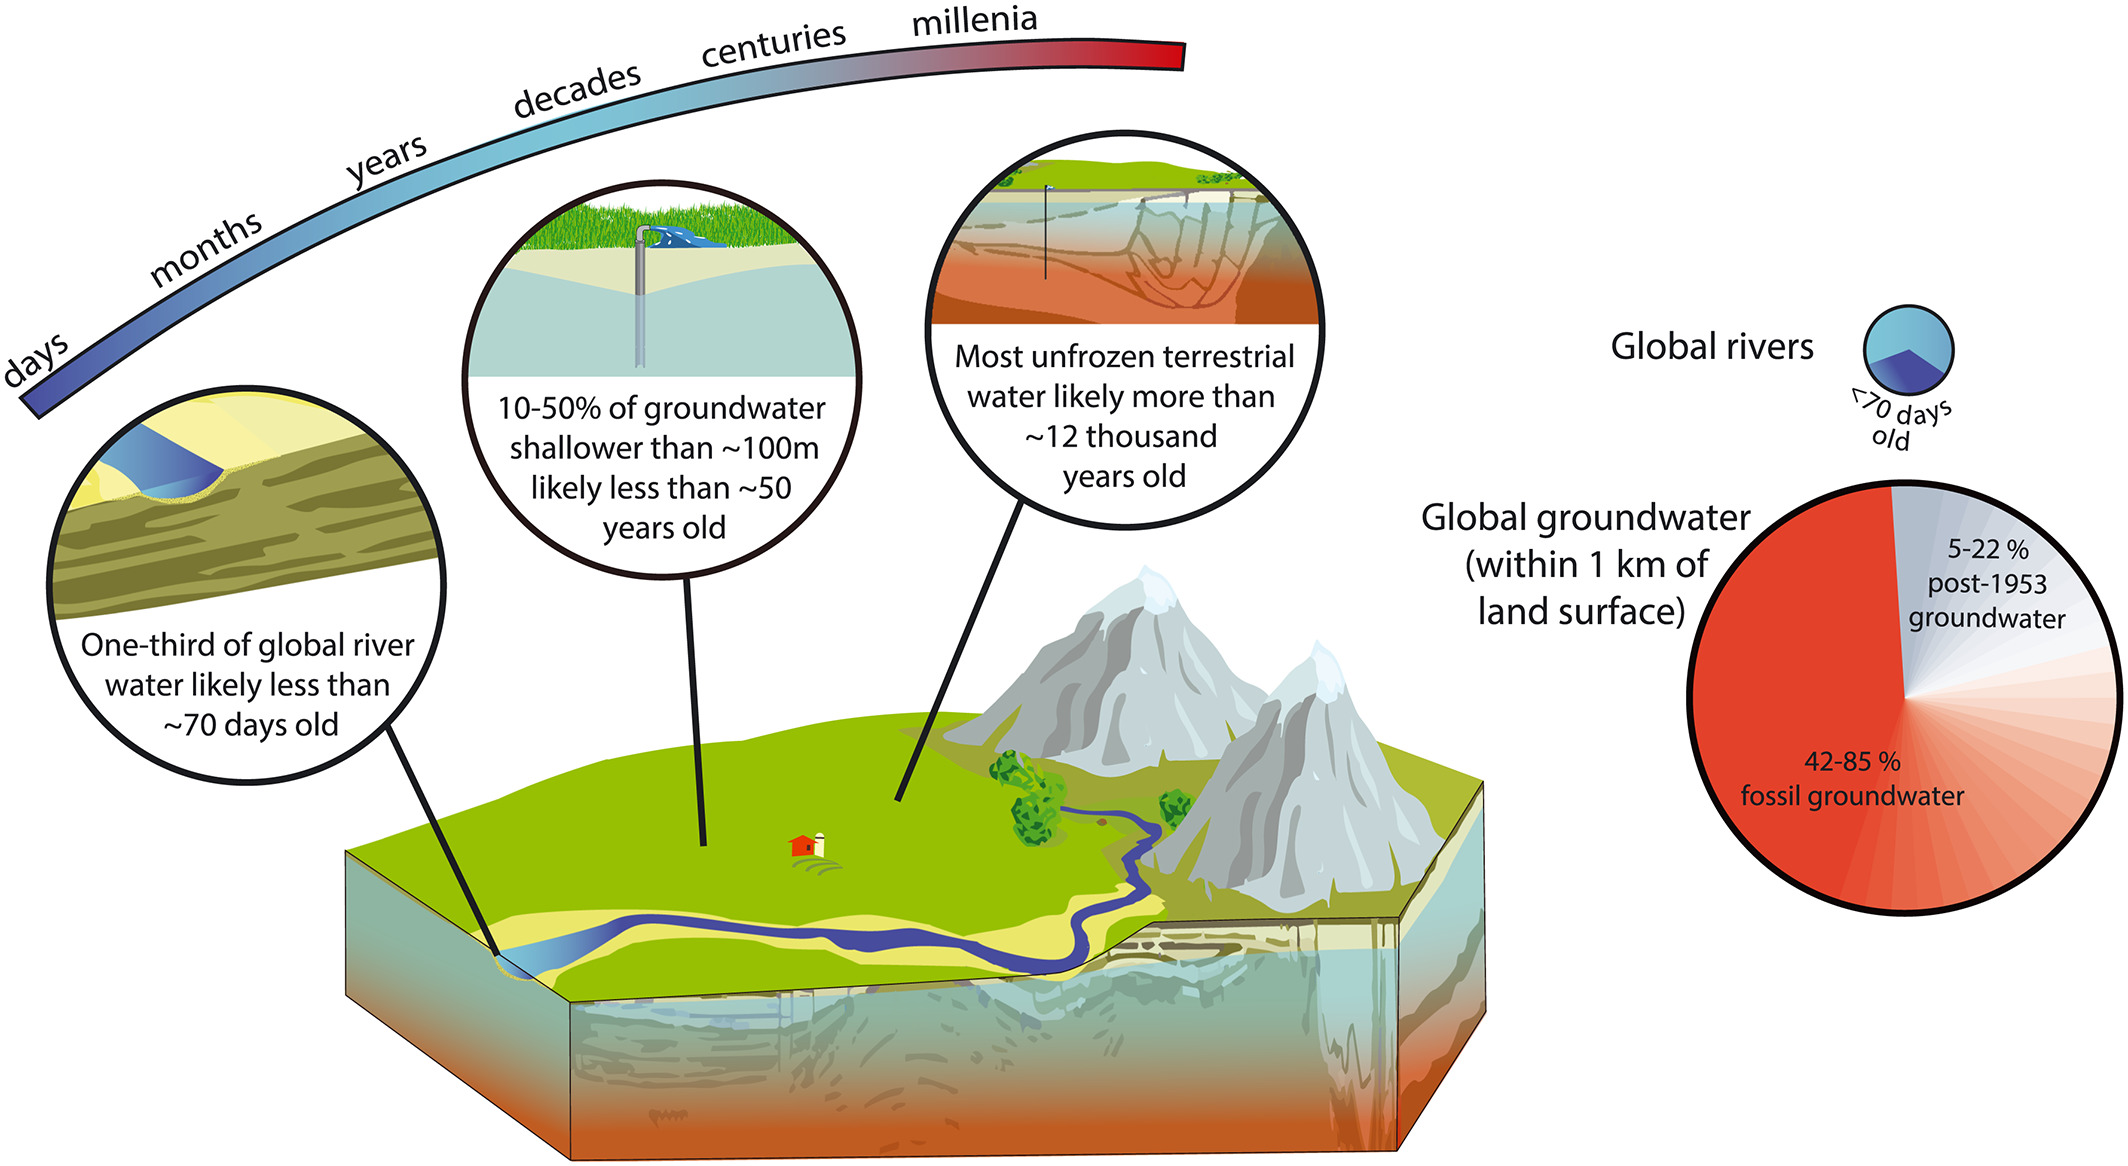 days
months
years
decades
centuries
millenia
One-third of global river
water likely less than
~70 days old
10-50% of groundwater
shallower than ~100m
likely less than ~50
years old
Most unfrozen terrestrial
water likely more than
~12 thousand
years old
Global rivers
<70 days
old
Global groundwater
(within 1 km of
land surface)
5-22 %
post-1953
groundwater
42-85 %
fossil groundwater